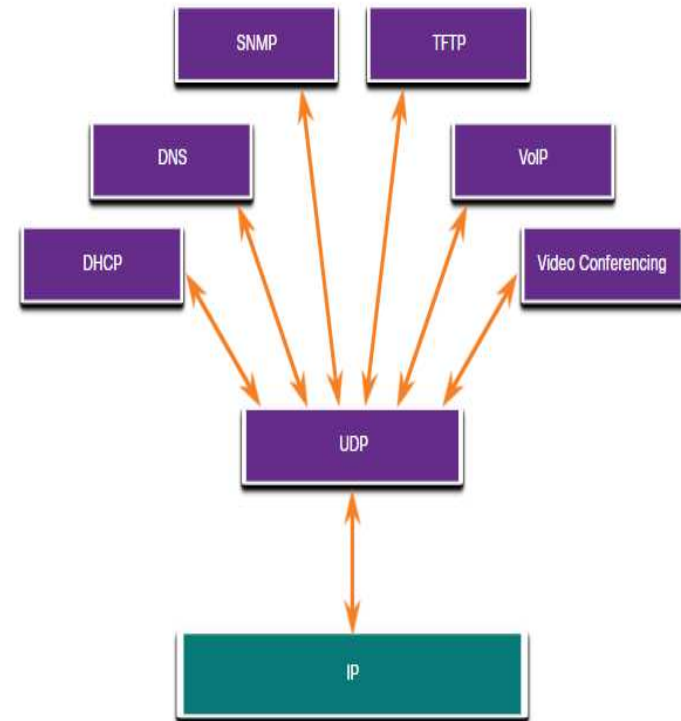 SNMP
TFTP
DNS
VoIP
DHCP
Video Conferencing
UDP
IP